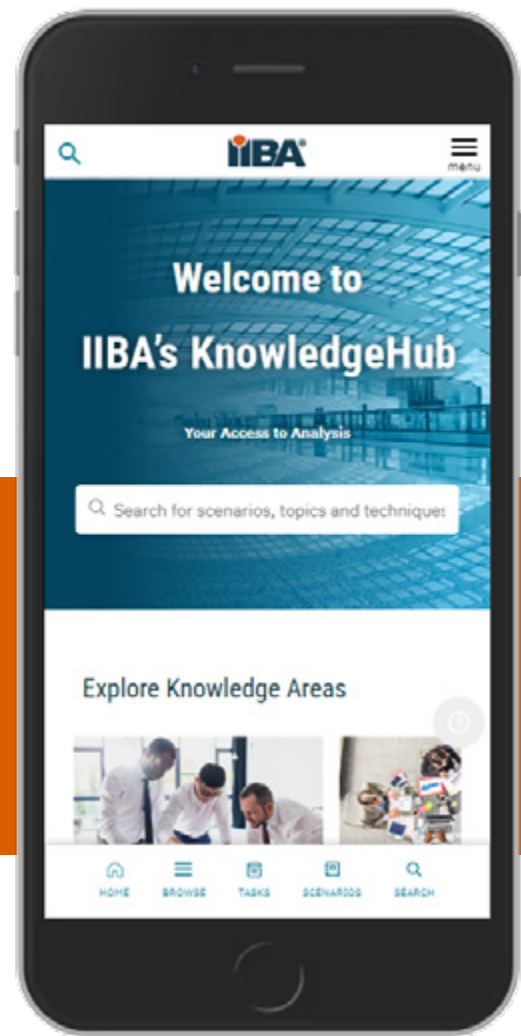 iiBA®
menu
Welcome to
IIBA's KnowledgeHub
Your Access to Analysis
Search for scenarios, topics and techniques
Explore Knowledge Areas
HOME BROWSE TASKS SCENARIOS SEARCH